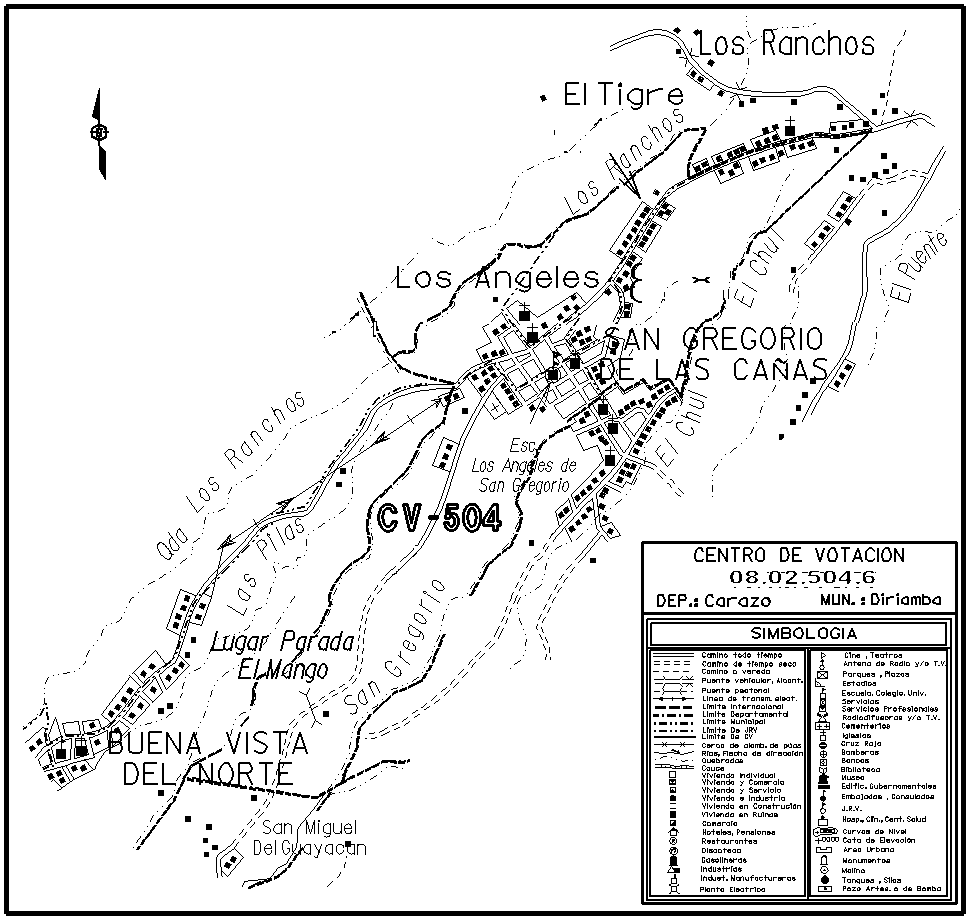 Los Ranchos
El Tigre
Los Ranchos
Los Angeles
El Chul
El Puente
SAN GREGORIO
DE LAS CAÑAS
El Chul
Qda Los Ranchos
Esc.
Los Angeles de
San Gregorio
CV-504
Las Pilas
San Gregorio
Lugar Parada
El Mango
BUENA VISTA
DEL NORTE
San Miguel
Del Guayacan
CENTRO DE VOTACION
08.02.504.6
DEP.: Carazo MUN.: Diriamba
SIMBOLOGIA
Camino todo tiempo
Camino de tiempo seco
Camino o vereda
Puente vehicular, Alcant.
Puente peatonal
Linea de transm. elect.
Limite Internacional
Limite Departamental
Limite Municipal
Limite De JRV
Limite De CV
Cerca de alamb. de púas
Rios, Flecha de dirección
Quebradas
Cauce
Vivienda Individual
Vivienda y Comercio
Vivienda y Servicio
Vivienda e Industria
Vivienda en Construcción
Vivienda en Ruinas
Comercio
Hoteles, Pensiones
Restaurantes
Discoteca
Gasolineras
Industrias
Indust. Manufactureras
Planta Electrica
Cine, Teatros
Antena de Radio y/o T.V.
Parques, Plazas
Estadios
Escuela, Colegio, Univ.
Servicios
Servicios Profesionales
Radiodifusoras y/o T.V.
Cementerios
Iglesias
Cruz Roja
Bomberos
Bancos
Biblioteca
Museo
Edific. Gubernamentales
Embajadas, Consulados
J.R.V.
Hosp., Clin., Cent. Salud
Curvas de Nivel
Cota de Elevación
Area Urbana
Monumentos
Molino
Tanques, Silos
Pozo Artes. o de Bomba